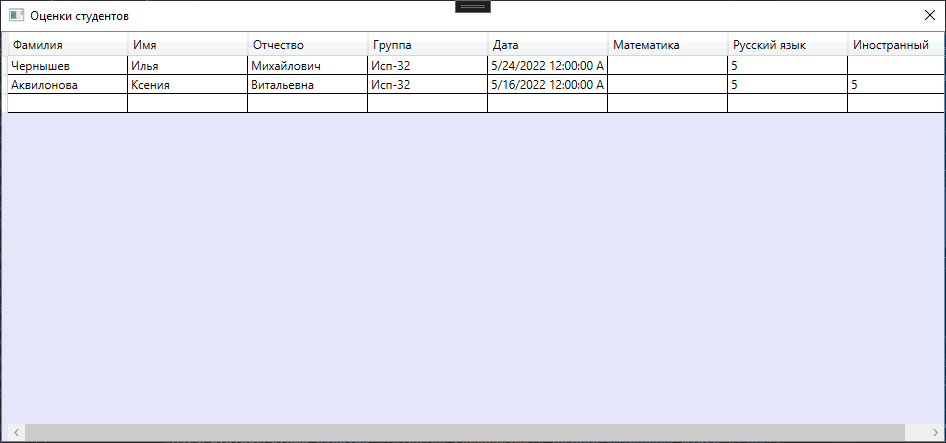 Оценки студентов
Фамилия Имя Отчество Группа Дата Математика Русский язык Иностранный
Чернышев Илья Михайлович Исп-32 5/24/2022 12:00:00 A 5
Аквилонова Ксения Витальевна Исп-32 5/16/2022 12:00:00 A 5 5